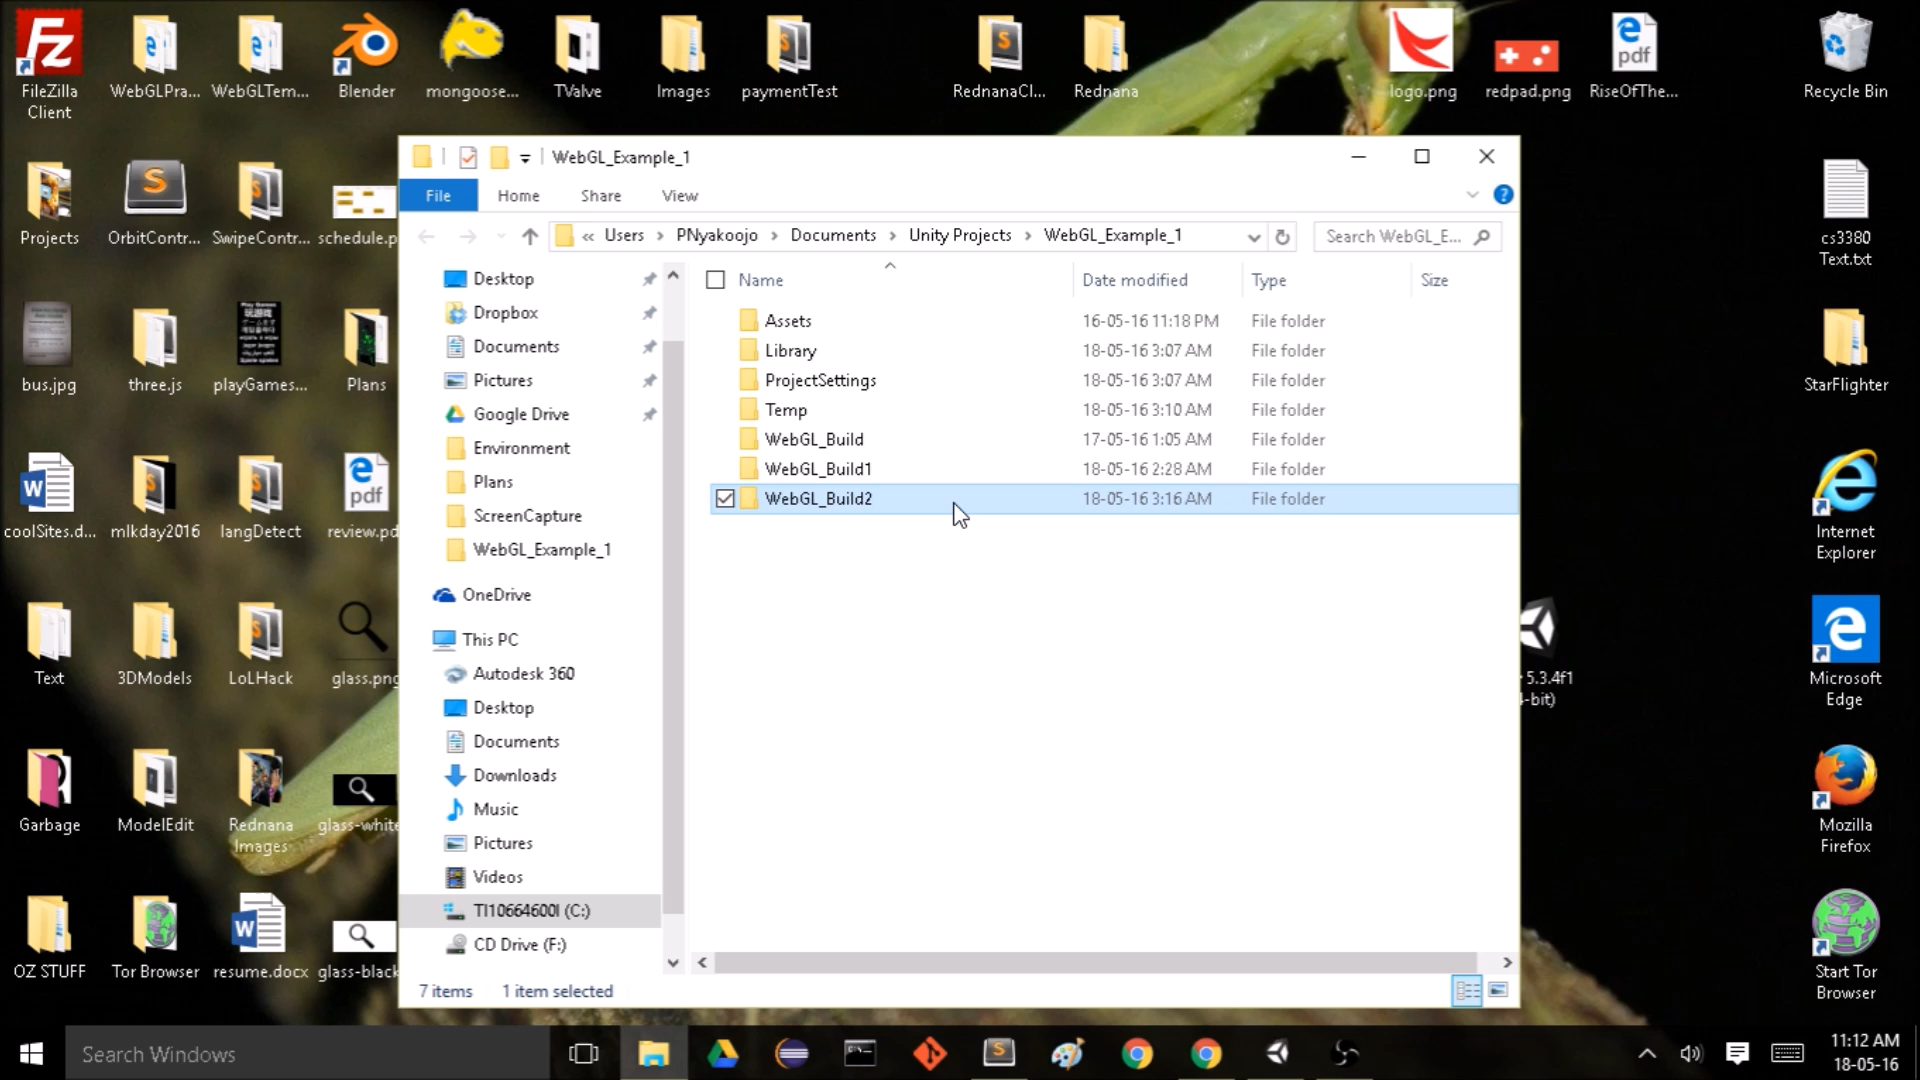 FileZilla
Client
WebGLPra...
WebGLTem...
Blender
mongoose...
TValve
Images
paymentTest
RednanaCl...
Rednana
logo.png
redpad.png
pdf
RiseOfThe...
Recycle Bin
Projects
OrbitContr...
SwipeContr...
schedule.p
cs3380
Text.txt
bus.jpg
three.js
playGames...
Plans
StarFlighter
coolSites.d...
mlkday2016
langDetect
pdf
review.pd
Internet
Explorer
Text
3DModels
LoLHack
glass.png
5.3.4f1
-bit)
Microsoft
Edge
Garbage
ModelEdit
Rednana
Images
glass-white
Mozilla
Firefox
OZ STUFF
Tor Browser
resume.docx
glass-black
Start Tor
Browser
WebGL_Example_1
File Home Share View
« Users › PNyakoojo › Documents › Unity Projects › WebGL_Example_1
Search WebGL_E...
Name Date modified Type Size
Assets 16-05-16 11:18 PM File folder
Library 18-05-16 3:07 AM File folder
ProjectSettings 18-05-16 3:07 AM File folder
Temp 18-05-16 3:10 AM File folder
WebGL_Build 17-05-16 1:05 AM File folder
WebGL_Build1 18-05-16 2:28 AM File folder
WebGL_Build2 18-05-16 3:16 AM File folder
Desktop
Dropbox
Documents
Pictures
Google Drive
Environment
Plans
ScreenCapture
WebGL_Example_1
OneDrive
This PC
Autodesk 360
Desktop
Documents
Downloads
Music
Pictures
Videos
TI10664600I (C:)
CD Drive (F:)
7 items 1 item selected
Search Windows
11:12 AM
18-05-16